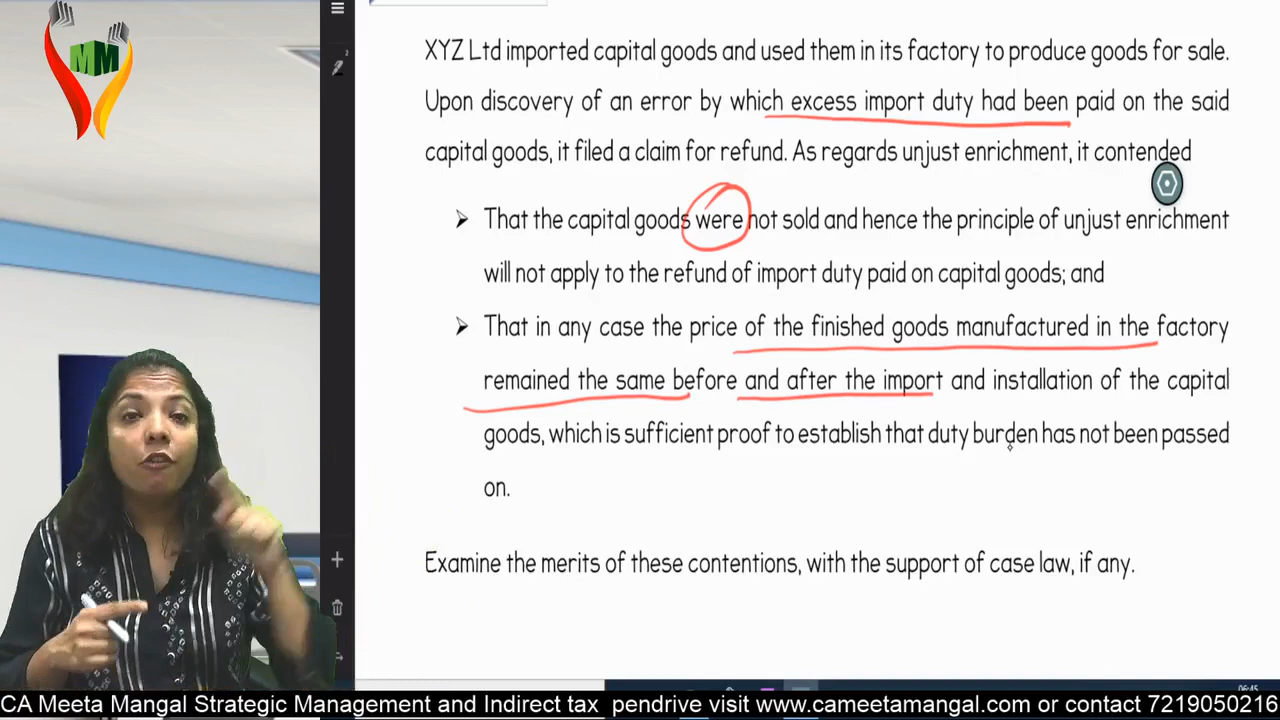 MM
XYZ Ltd imported capital goods and used them in its factory to produce goods for sale.
Upon discovery of an error by which excess import duty had been paid on the said
capital goods, it filed a claim for refund. As regards unjust enrichment, it contended
➢ That the capital goods were not sold and hence the principle of unjust enrichment
will not apply to the refund of import duty paid on capital goods; and
➢ That in any case the price of the finished goods manufactured in the factory
remained the same before and after the import and installation of the capital
goods, which is sufficient proof to establish that duty burden has not been passed
on.
Examine the merits of these contentions, with the support of case law, if any.
06:45
CA Meeta Mangal Strategic Management and Indirect tax pendrive visit www.cameetamangal.com or contact 7219050216